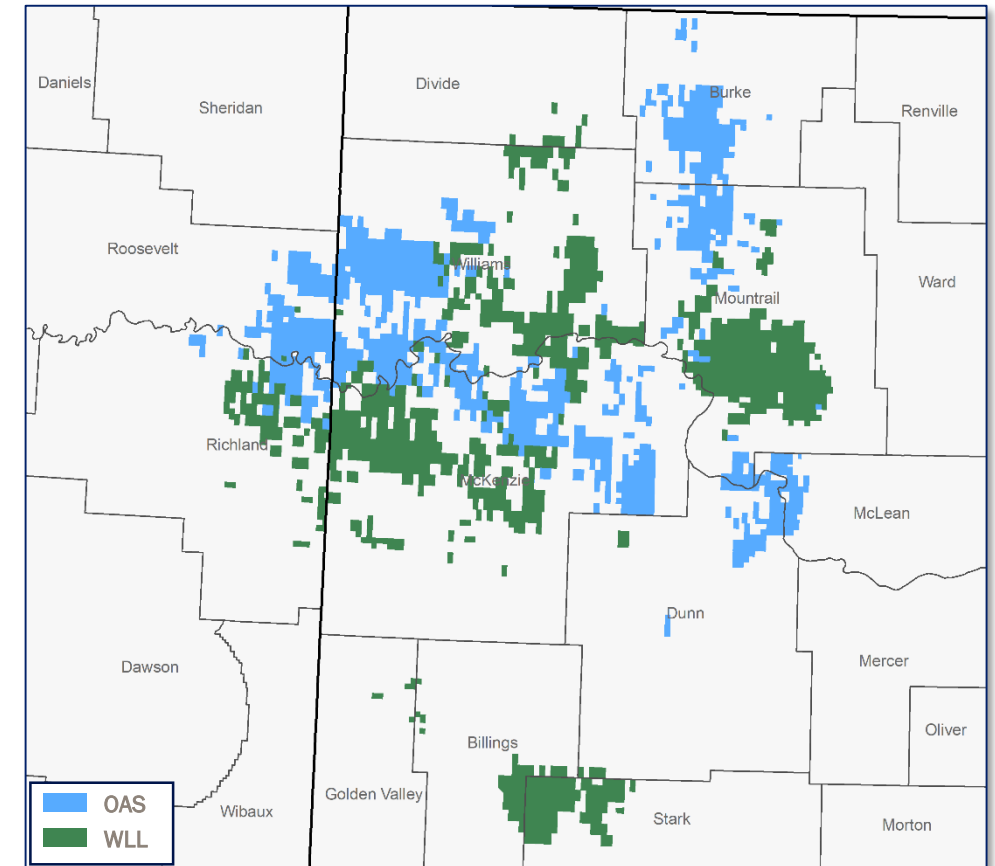 Daniels
Sheridan
Divide
Burke
Renville
Roosevelt
Williams
Mountrail
Ward
Richland
McKenzie
McLean
Dunn
Dawson
Mercer
Oliver
Billings
Golden Valley
Wibaux
Stark
Morton
OAS
WLL